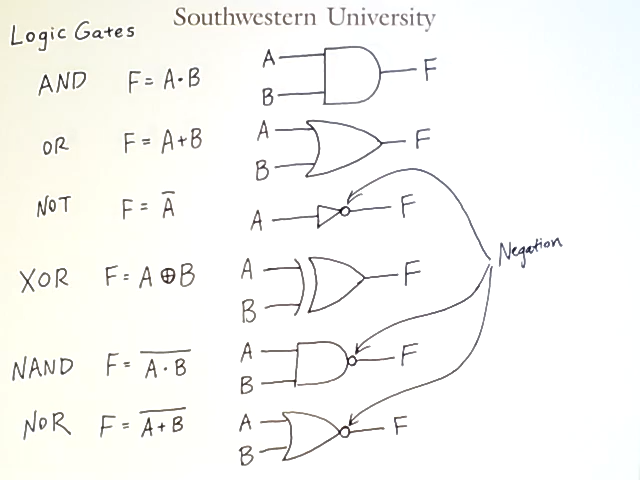 Southwestern University
Logic Gates
AND F = A · B A B F
OR F = A + B A B F
NOT F = A̅ A F
Negation
XOR F = A ⊕ B A B F
NAND F = A̅ ̅·̅ ̅B̅ A B F
NOR F = A̅ ̅+̅ ̅B̅ A B F